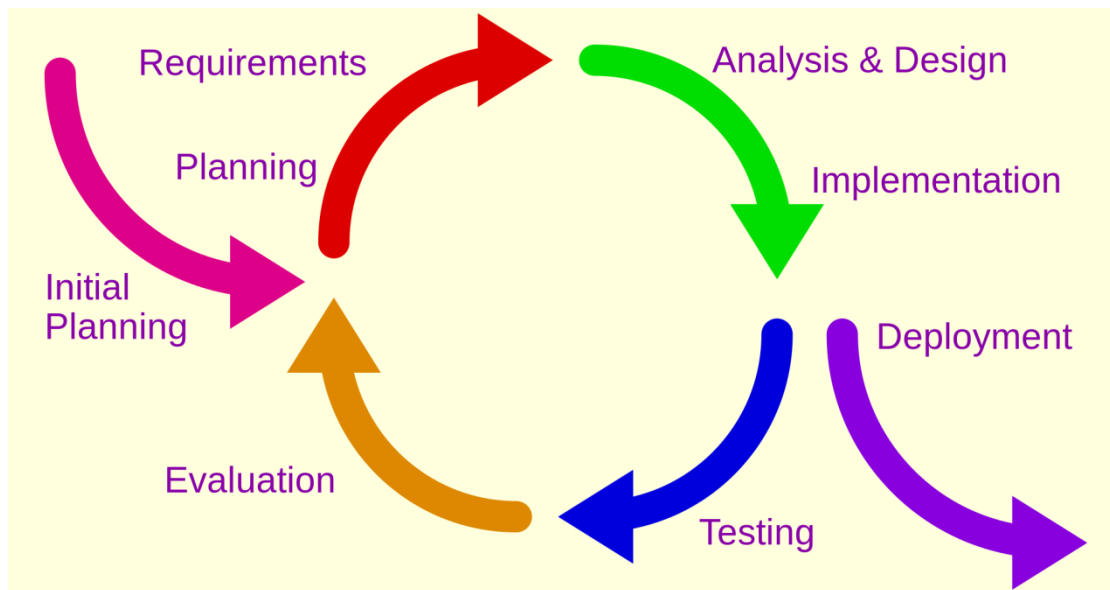 Requirements
Analysis & Design
Planning
Implementation
Initial
Planning
Deployment
Evaluation
Testing